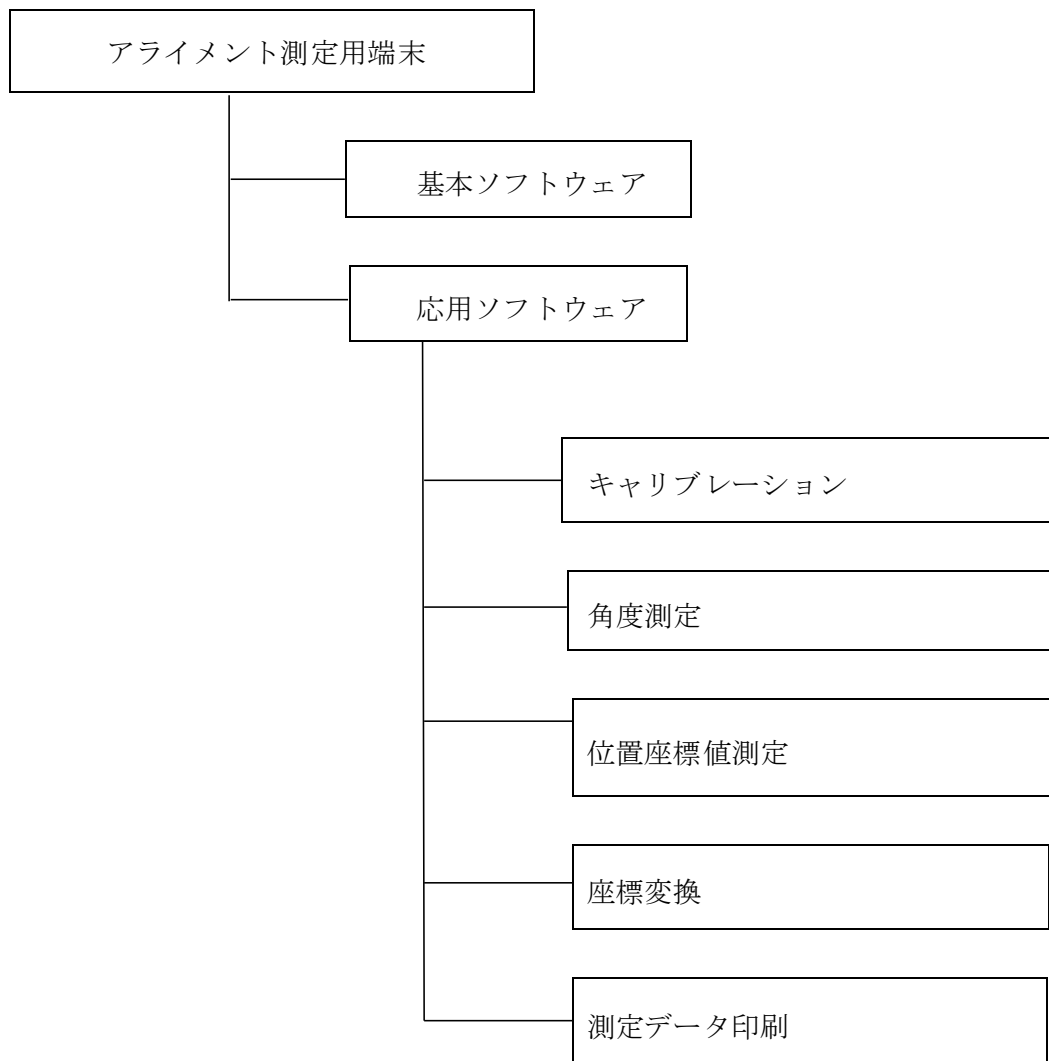 アライメント測定用端末
基本ソフトウェア
応用ソフトウェア
キャリブレーション
角度測定
位置座標値測定
座標変換
測定データ印刷